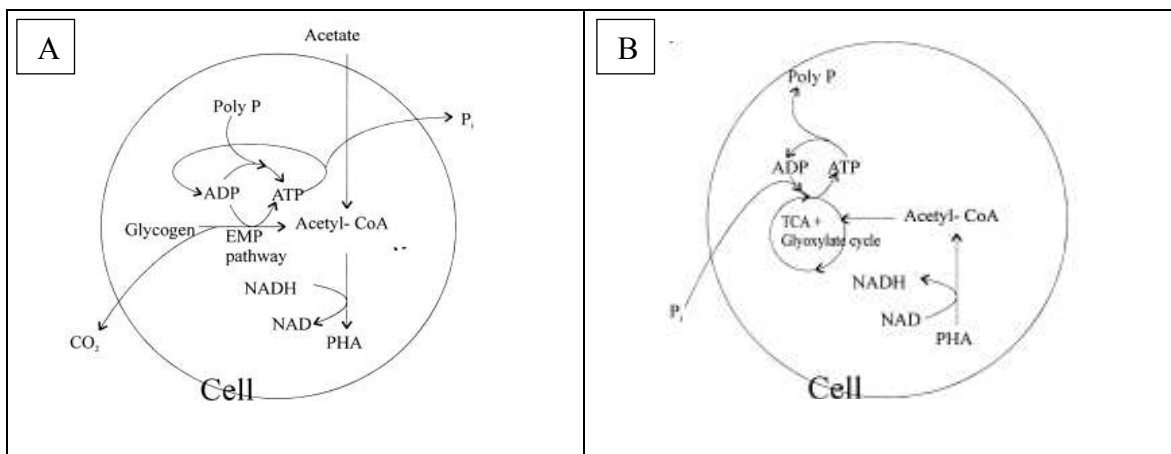 A
Acetate
Poly P
Pi
ADP
ATP
Glycogen
Acetyl- CoA
EMP
pathway
NADH
NAD
PHA
CO2
Cell
B
Poly P
ADP
ATP
TCA +
Glyoxylate cycle
Acetyl- CoA
NADH
NAD
Pi
PHA
Cell